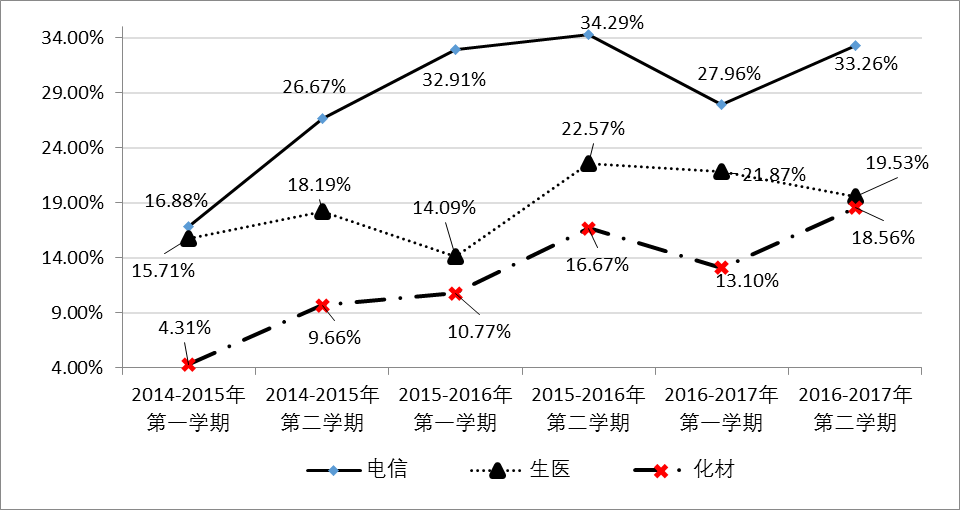 34.00%
29.00%
24.00%
19.00%
14.00%
9.00%
4.00%
16.88%
26.67%
32.91%
34.29%
27.96%
33.26%
15.71%
18.19%
14.09%
22.57%
21.87%
19.53%
4.31%
9.66%
10.77%
16.67%
13.10%
18.56%
2014-2015年
第一学期
2014-2015年
第二学期
2015-2016年
第一学期
2015-2016年
第二学期
2016-2017年
第一学期
2016-2017年
第二学期
电信
生医
化材